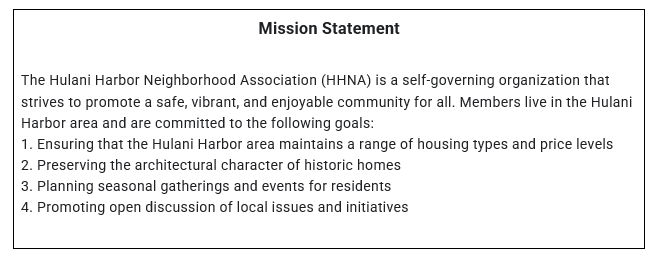 Mission Statement
The Hulani Harbor Neighborhood Association (HHNA) is a self-governing organization that
strives to promote a safe, vibrant, and enjoyable community for all. Members live in the Hulani
Harbor area and are committed to the following goals:
1. Ensuring that the Hulani Harbor area maintains a range of housing types and price levels
2. Preserving the architectural character of historic homes
3. Planning seasonal gatherings and events for residents
4. Promoting open discussion of local issues and initiatives